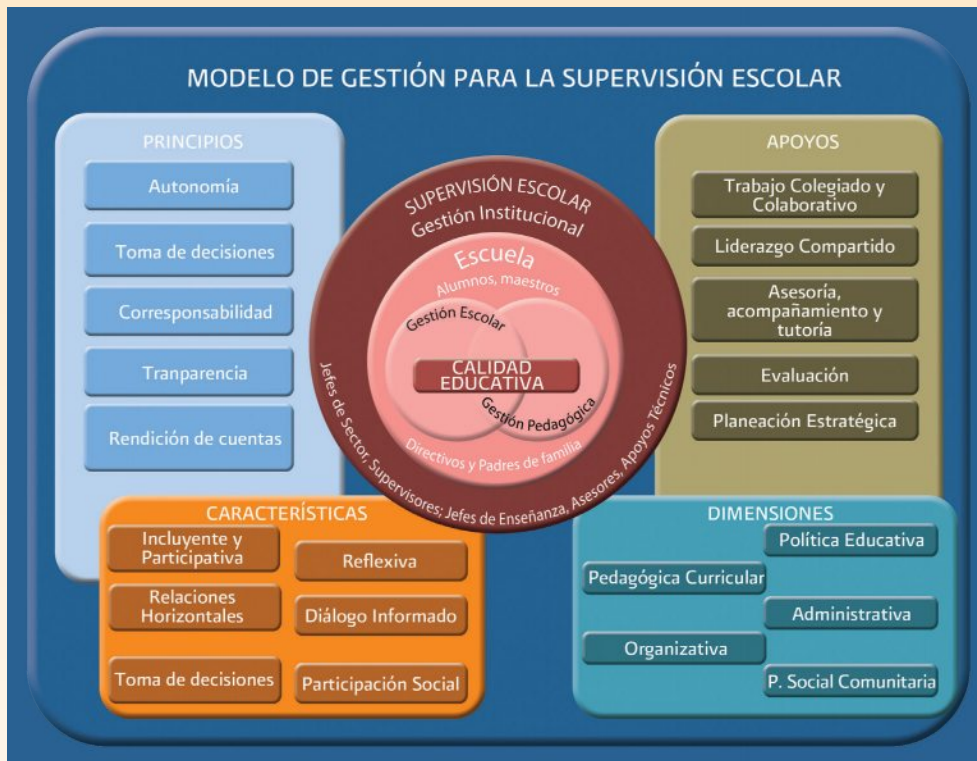 MODELO DE GESTIÓN PARA LA SUPERVISIÓN ESCOLAR
PRINCIPIOS
Autonomía
Toma de decisiones
Corresponsabilidad
Tranparencia
Rendición de cuentas
SUPERVISIÓN ESCOLAR
Gestión Institucional
Escuela
Alumnos, maestros
Gestión Escolar
CALIDAD
EDUCATIVA
Gestión Pedagógica
Directivos y Padres de familia
Jefes de Sector, Supervisores; Jefes de Enseñanza, Asesores, Apoyos Técnicos
APOYOS
Trabajo Colegiado y
Colaborativo
Liderazgo Compartido
Asesoría,
acompañamiento y
tutoría
Evaluación
Planeación Estratégica
CARACTERÍSTICAS
Incluyente y
Participativa
Reflexiva
Relaciones
Horizontales
Diálogo Informado
Toma de decisiones
Participación Social
DIMENSIONES
Política Educativa
Pedagógica Curricular
Administrativa
Organizativa
P. Social Comunitaria